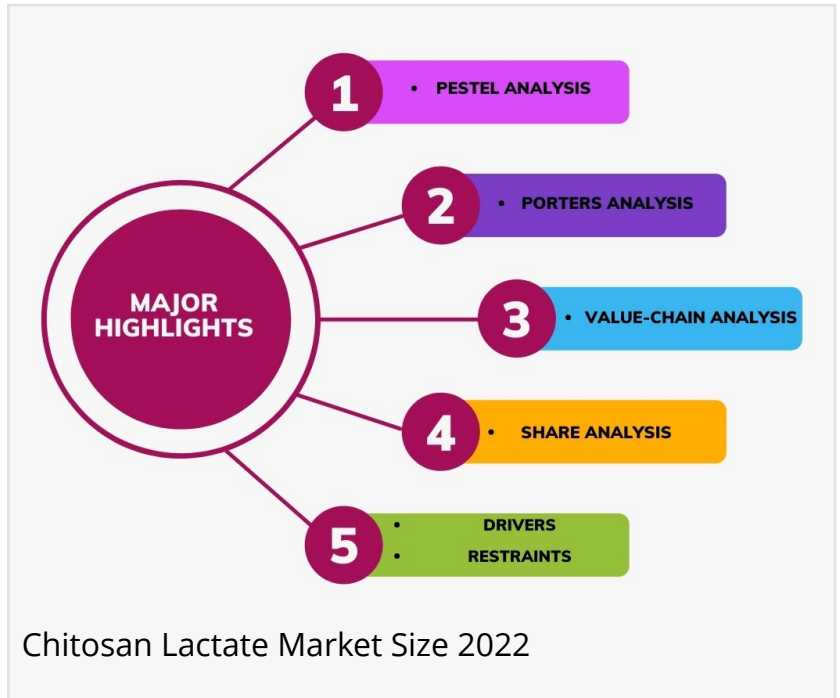 MAJOR
HIGHLIGHTS
1
• PESTEL ANALYSIS
2
• PORTERS ANALYSIS
3
• VALUE-CHAIN ANALYSIS
4
• SHARE ANALYSIS
5
• DRIVERS
• RESTRAINTS
Chitosan Lactate Market Size 2022